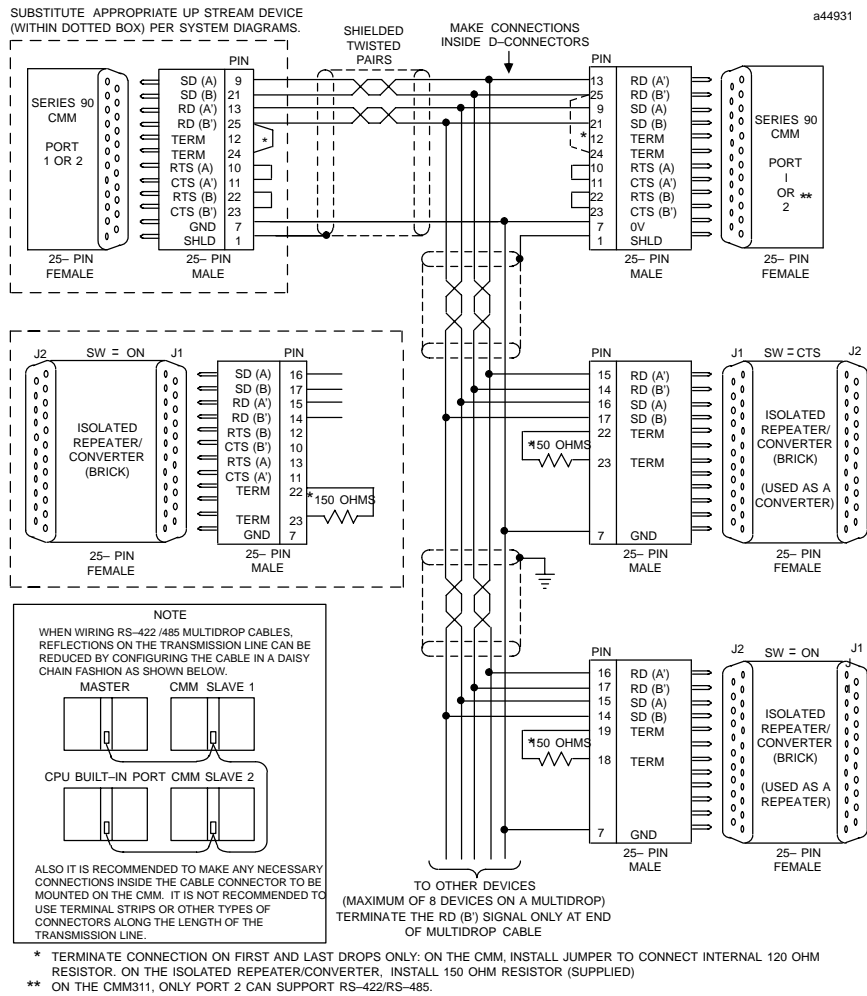 SUBSTITUTE APPROPRIATE UP STREAM DEVICE
(WITHIN DOTTED BOX) PER SYSTEM DIAGRAMS.
a44931
SHIELDED
TWISTED
PAIRS
MAKE CONNECTIONS
INSIDE D–CONNECTORS
SERIES 90
CMM
PORT
1 OR 2
25– PIN
FEMALE
PIN
SD (A) 9
SD (B) 21
RD (A') 13
RD (B') 25
TERM 12
TERM 24
RTS (A) 10
CTS (A') 11
RTS (B) 22
CTS (B') 23
GND 7
SHLD 1
*
25– PIN
MALE
PIN
13 RD (A')
25 RD (B')
9 SD (A)
21 SD (B)
* 12 TERM
24 TERM
10 RTS (A)
11 CTS (A')
22 RTS (B)
23 CTS (B')
7 0V
1 SHLD
25– PIN
MALE
SERIES 90
CMM
PORT
I
OR **
2
25– PIN
FEMALE
J2 SW = ON J1
ISOLATED
REPEATER/
CONVERTER
(BRICK)
25– PIN
FEMALE
PIN
SD (A) 16
SD (B) 17
RD (A') 15
RD (B') 14
RTS (B) 12
CTS (B') 10
RTS (A) 13
CTS (A') 11
TERM 22
* 150 OHMS
TERM 23
GND 7
25– PIN
MALE
PIN
15 RD (A')
14 RD (B')
16 SD (A)
17 SD (B)
22 TERM
*150 OHMS
23 TERM
7 GND
25– PIN
MALE
J1 SW = CTS J2
ISOLATED
REPEATER/
CONVERTER
(BRICK)
(USED AS A
CONVERTER)
25– PIN
FEMALE
NOTE
WHEN WIRING RS–422 /485 MULTIDROP CABLES,
REFLECTIONS ON THE TRANSMISSION LINE CAN BE
REDUCED BY CONFIGURING THE CABLE IN A DAISY
CHAIN FASHION AS SHOWN BELOW.
MASTER CMM SLAVE 1
CPU BUILT–IN PORT CMM SLAVE 2
ALSO IT IS RECOMMENDED TO MAKE ANY NECESSARY
CONNECTIONS INSIDE THE CABLE CONNECTOR TO BE
MOUNTED ON THE CMM. IT IS NOT RECOMMENDED TO
USE TERMINAL STRIPS OR OTHER TYPES OF
CONNECTORS ALONG THE LENGTH OF THE
TRANSMISSION LINE.
PIN
16 RD (A')
17 RD (B')
15 SD (A)
14 SD (B)
19 TERM
*150 OHMS
18 TERM
7 GND
25– PIN
MALE
J2 SW = ON J1
J
I
ISOLATED
REPEATER/
CONVERTER
(BRICK)
(USED AS A
REPEATER)
25– PIN
FEMALE
TO OTHER DEVICES
(MAXIMUM OF 8 DEVICES ON A MULTIDROP)
TERMINATE THE RD (B') SIGNAL ONLY AT END
OF MULTIDROP CABLE
* TERMINATE CONNECTION ON FIRST AND LAST DROPS ONLY: ON THE CMM, INSTALL JUMPER TO CONNECT INTERNAL 120 OHM
RESISTOR. ON THE ISOLATED REPEATER/CONVERTER, INSTALL 150 OHM RESISTOR (SUPPLIED)
** ON THE CMM311, ONLY PORT 2 CAN SUPPORT RS–422/RS–485.